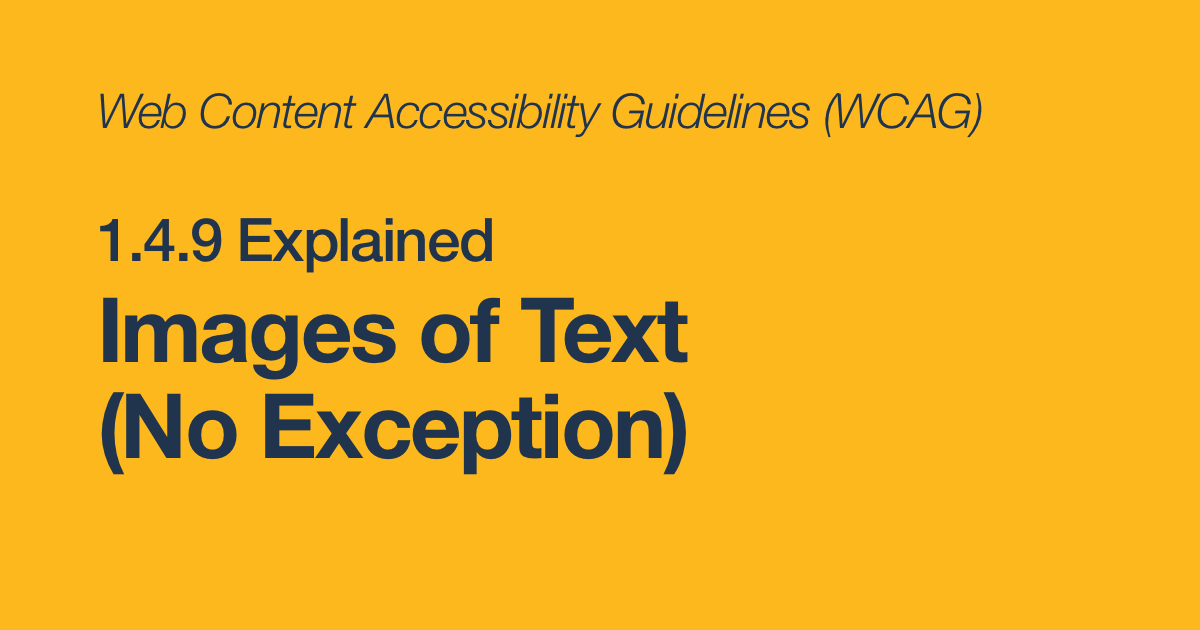 Web Content Accessibility Guidelines (WCAG)
1.4.9 Explained
Images of Text
(No Exception)